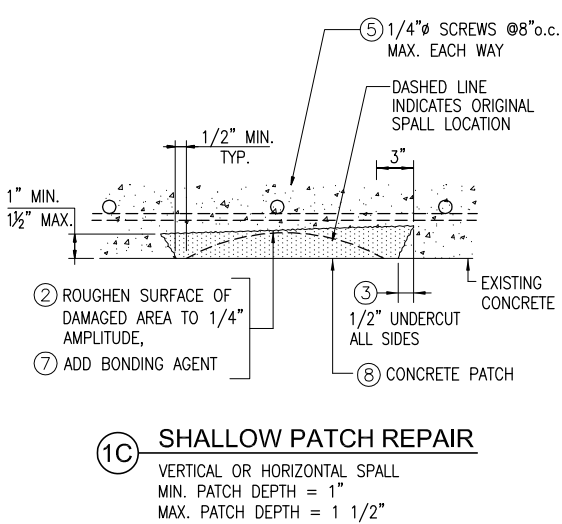 ⑤ 1/4"ø SCREWS @8"o.c.
MAX. EACH WAY
DASHED LINE
INDICATES ORIGINAL
SPALL LOCATION
1/2" MIN.
TYP.
3"
1" MIN.
1½" MAX.
② ROUGHEN SURFACE OF
DAMAGED AREA TO 1/4"
AMPLITUDE,
⑦ ADD BONDING AGENT
③
1/2" UNDERCUT
ALL SIDES
EXISTING
CONCRETE
⑧ CONCRETE PATCH
1C SHALLOW PATCH REPAIR
VERTICAL OR HORIZONTAL SPALL
MIN. PATCH DEPTH = 1"
MAX. PATCH DEPTH = 1 1/2"